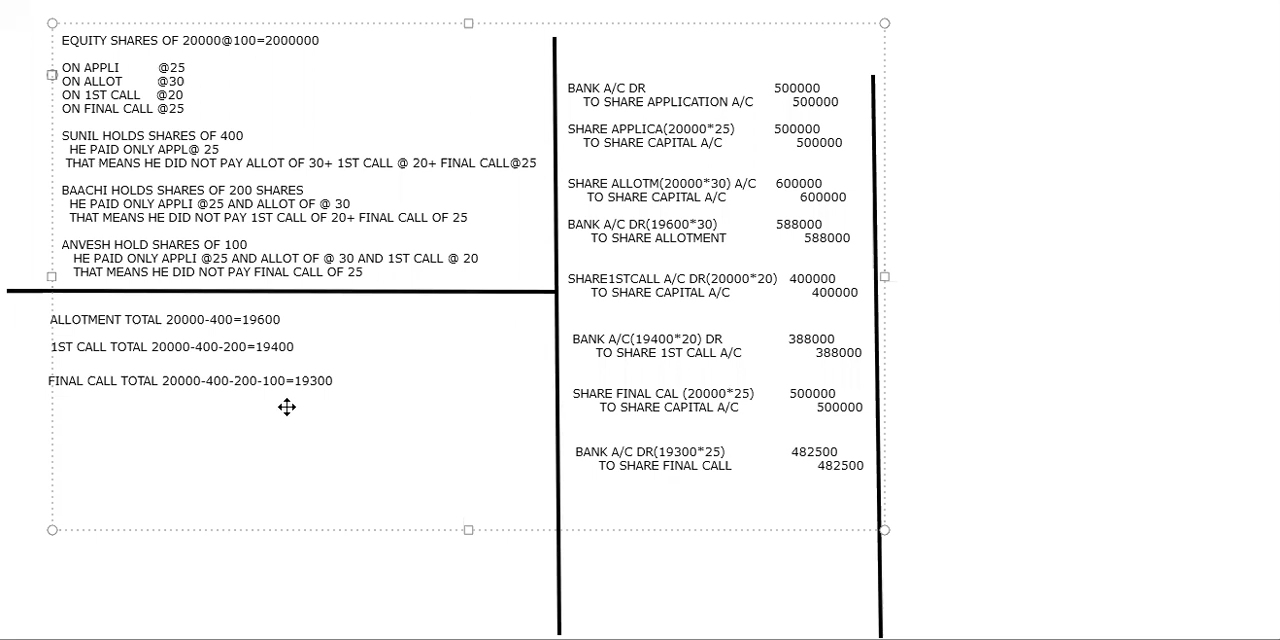 EQUITY SHARES OF 20000@100=2000000
ON APPLI @25
ON ALLOT @30
ON 1ST CALL @20
ON FINAL CALL @25
SUNIL HOLDS SHARES OF 400
HE PAID ONLY APPL@ 25
THAT MEANS HE DID NOT PAY ALLOT OF 30+ 1ST CALL @ 20+ FINAL CALL@25
BAACHI HOLDS SHARES OF 200 SHARES
HE PAID ONLY APPLI @25 AND ALLOT OF @ 30
THAT MEANS HE DID NOT PAY 1ST CALL OF 20+ FINAL CALL OF 25
ANVESH HOLD SHARES OF 100
HE PAID ONLY APPLI @25 AND ALLOT OF @ 30 AND 1ST CALL @ 20
THAT MEANS HE DID NOT PAY FINAL CALL OF 25
ALLOTMENT TOTAL 20000-400=19600
1ST CALL TOTAL 20000-400-200=19400
FINAL CALL TOTAL 20000-400-200-100=19300
BANK A/C DR 500000
TO SHARE APPLICATION A/C 500000
SHARE APPLICA(20000*25) 500000
TO SHARE CAPITAL A/C 500000
SHARE ALLOTM(20000*30) A/C 600000
TO SHARE CAPITAL A/C 600000
BANK A/C DR(19600*30) 588000
TO SHARE ALLOTMENT 588000
SHARE1STCALL A/C DR(20000*20) 400000
TO SHARE CAPITAL A/C 400000
BANK A/C(19400*20) DR 388000
TO SHARE 1ST CALL A/C 388000
SHARE FINAL CAL (20000*25) 500000
TO SHARE CAPITAL A/C 500000
BANK A/C DR(19300*25) 482500
TO SHARE FINAL CALL 482500